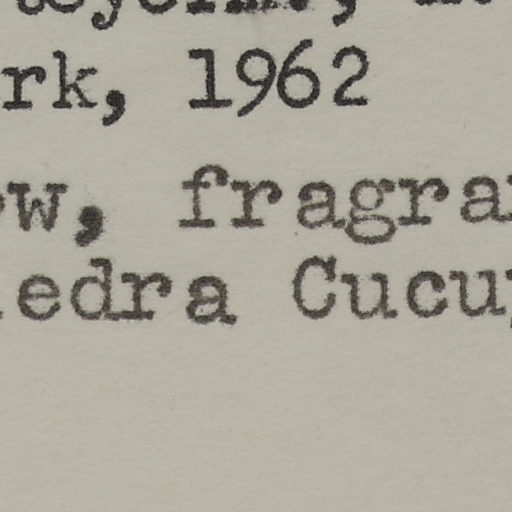 rk, 1962
w, fragra
edra Cucu